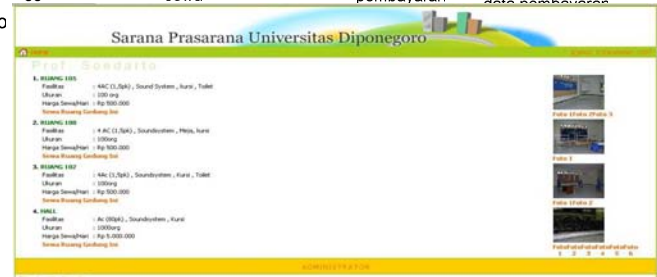 pembayaran
data pembayaran
Sarana Prasarana Universitas Diponegoro
Prof Soedarto
1. RUANG 105
Fasilitas : 4AC (1,5pk) , Sound System , kursi , Toilet
Ukuran : 100 org
Harga Sewa/Hari : Rp 500.000
Sewa Ruang Gedung Ini
2. RUANG 108
Fasilitas : 4 AC (1,5pk) , Soundsystem , Meja, kursi
Ukuran : 100org
Harga Sewa/Hari : Rp 500.000
Sewa Ruang Gedung Ini
3. RUANG 107
Fasilitas : 4Ac (1,5pk) , Soundsystem , Kursi , Toilet
Ukuran : 100org
Harga Sewa/Hari : Rp 500.000
Sewa Ruang Gedung Ini
4. HALL
Fasilitas : Ac (80pk) , Soundsystem , Kursi
Ukuran : 1000org
Harga Sewa/Hari : Rp 5.000.000
Sewa Ruang Gedung Ini
Foto 1Foto 2Foto 3
Foto 1
Foto 1Foto 2
FotoFotoFotoFotoFotoFoto
1 2 3 4 5 6
ADMINISTRATOR